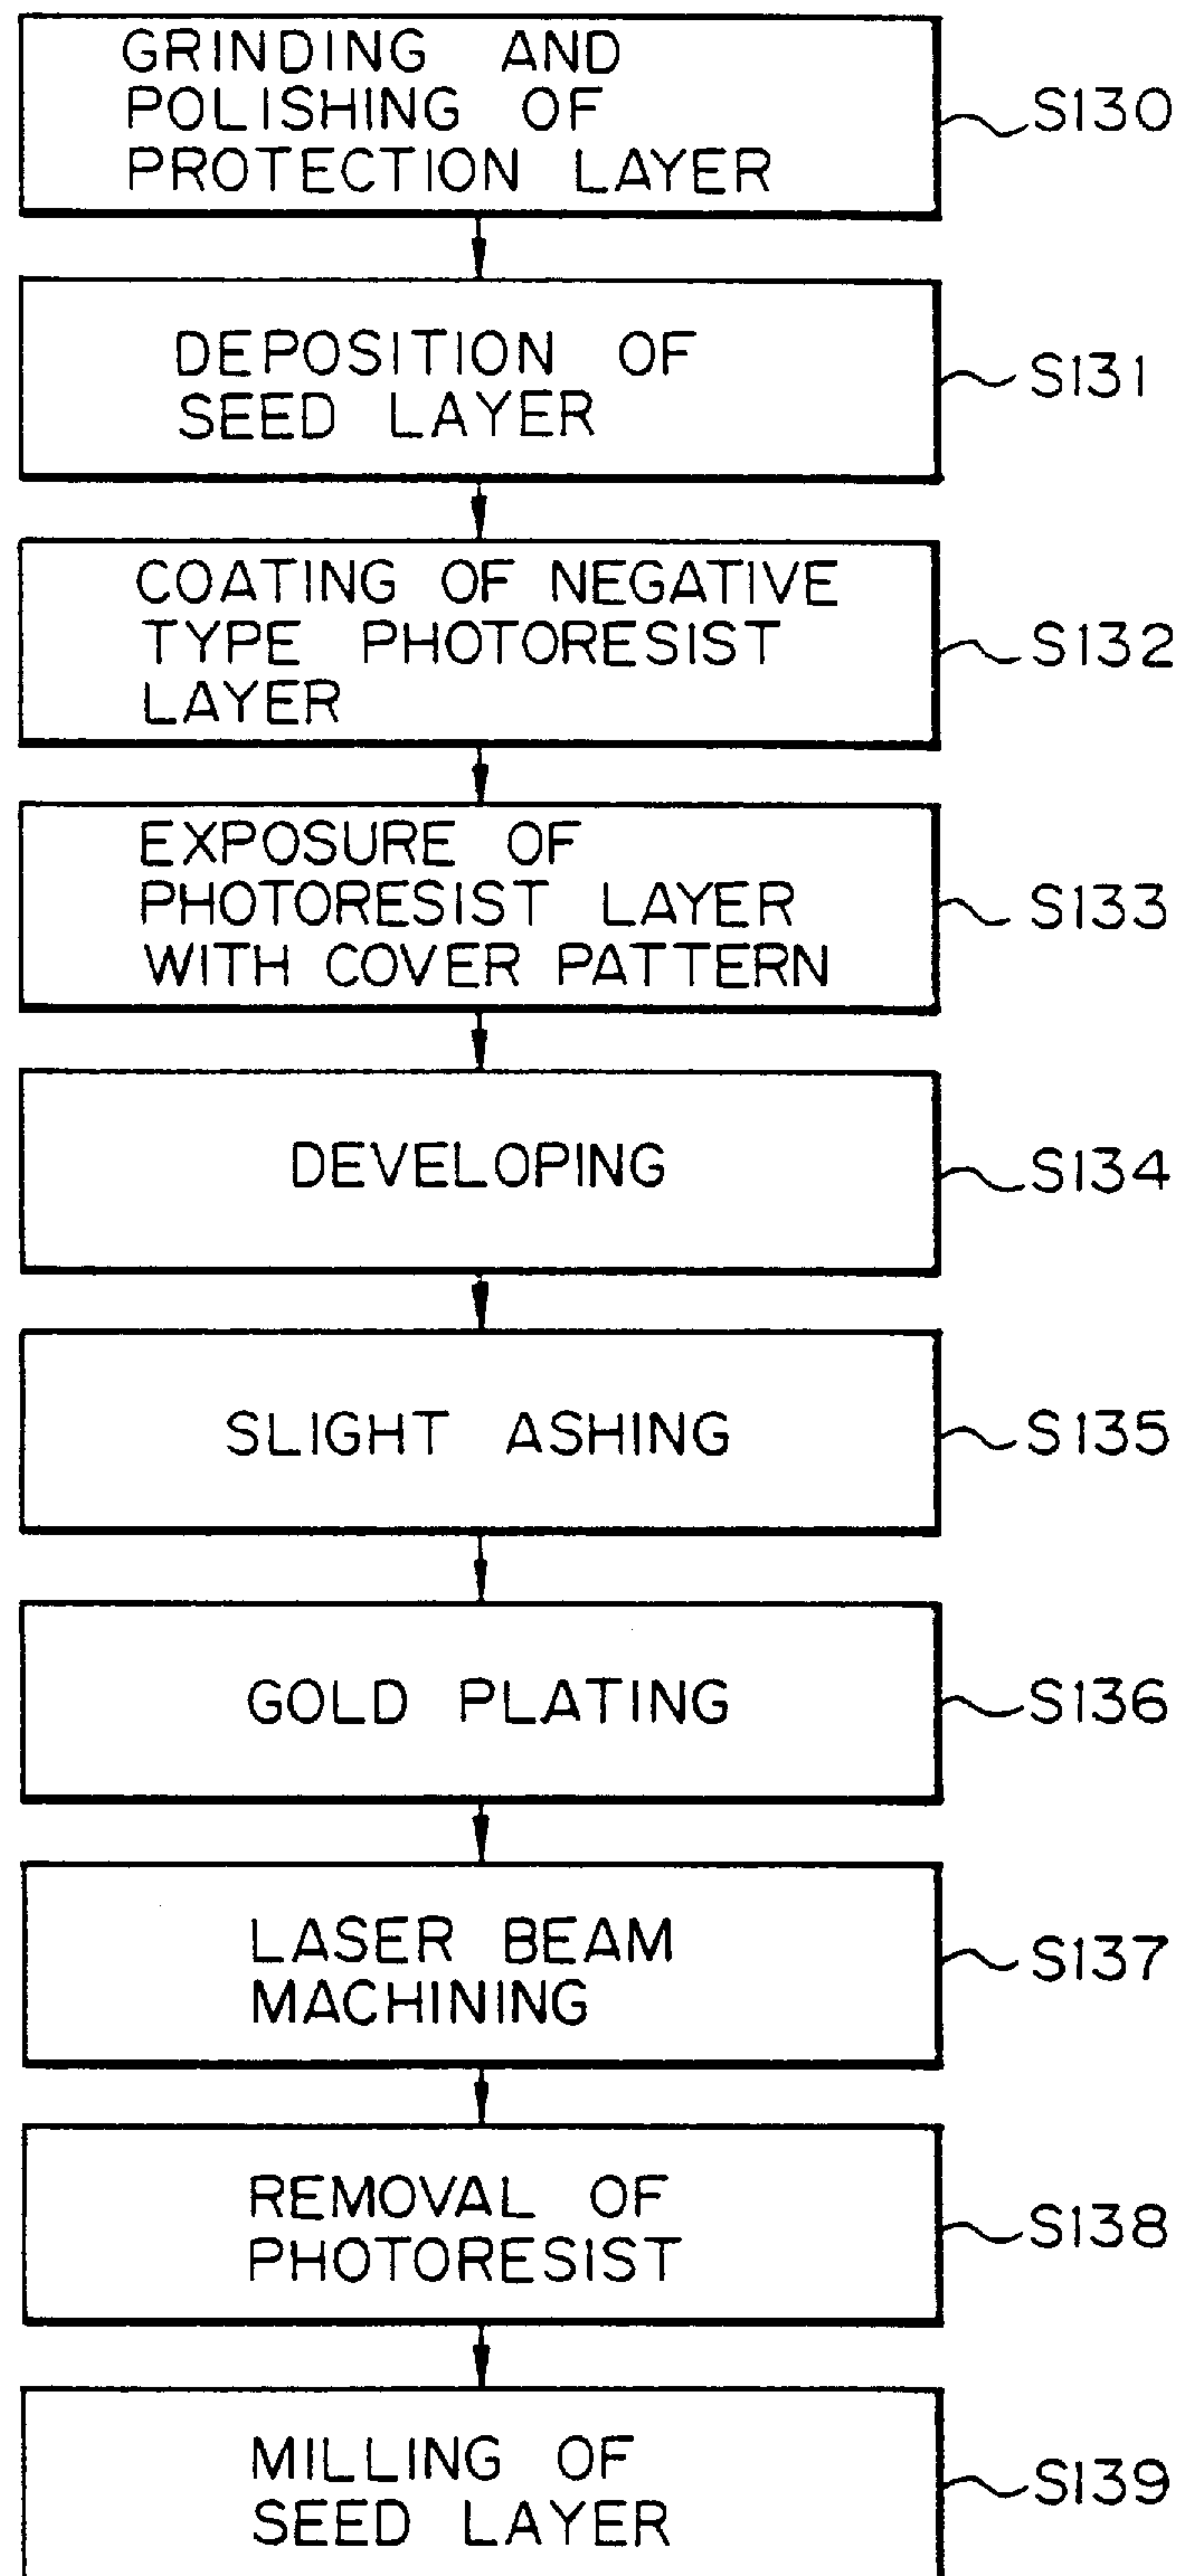 GRINDING AND
POLISHING OF
PROTECTION LAYER
S130
DEPOSITION OF
SEED LAYER
S131
COATING OF NEGATIVE
TYPE PHOTORESIST
LAYER
S132
EXPOSURE OF
PHOTORESIST LAYER
WITH COVER PATTERN
S133
DEVELOPING
S134
SLIGHT ASHING
S135
GOLD PLATING
S136
LASER BEAM
MACHINING
S137
REMOVAL OF
PHOTORESIST
S138
MILLING OF
SEED LAYER
S139